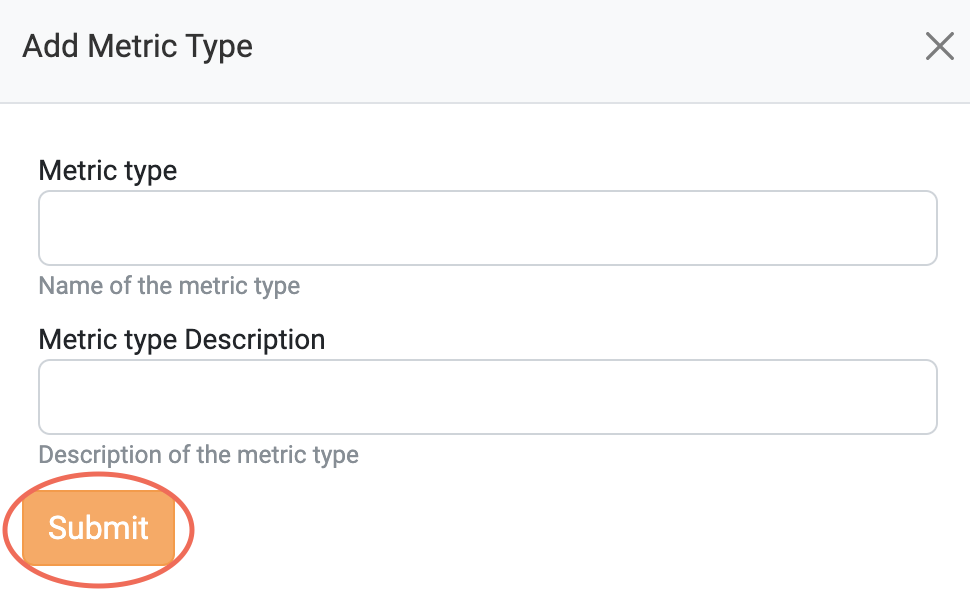 Add Metric Type
Metric type
Name of the metric type
Metric type Description
Description of the metric type
Submit